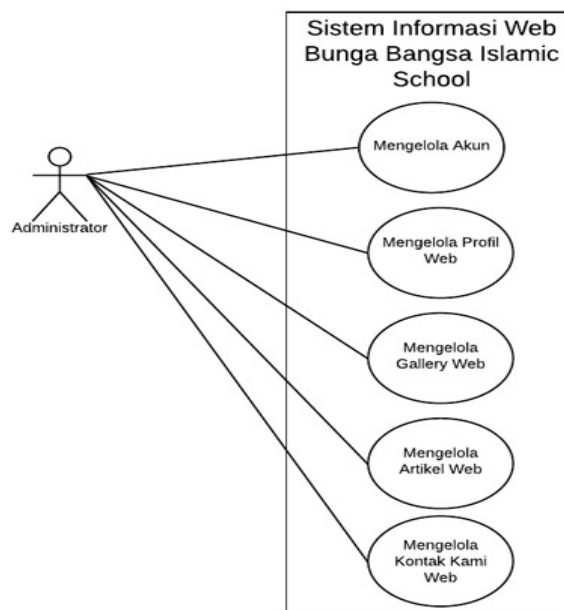 Sistem Informasi Web
Bunga Bangsa Islamic
School
Mengelola Akun
Administrator
Mengelola Profil
Web
Mengelola
Gallery Web
Mengelola
Artikel Web
Mengelola
Kontak Kami
Web